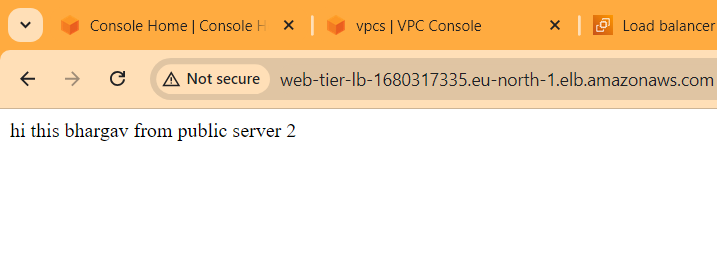 Console Home | Console H
vpcs | VPC Console
Load balancer
Not secure
web-tier-lb-1680317335.eu-north-1.elb.amazonaws.com
hi this bhargav from public server 2